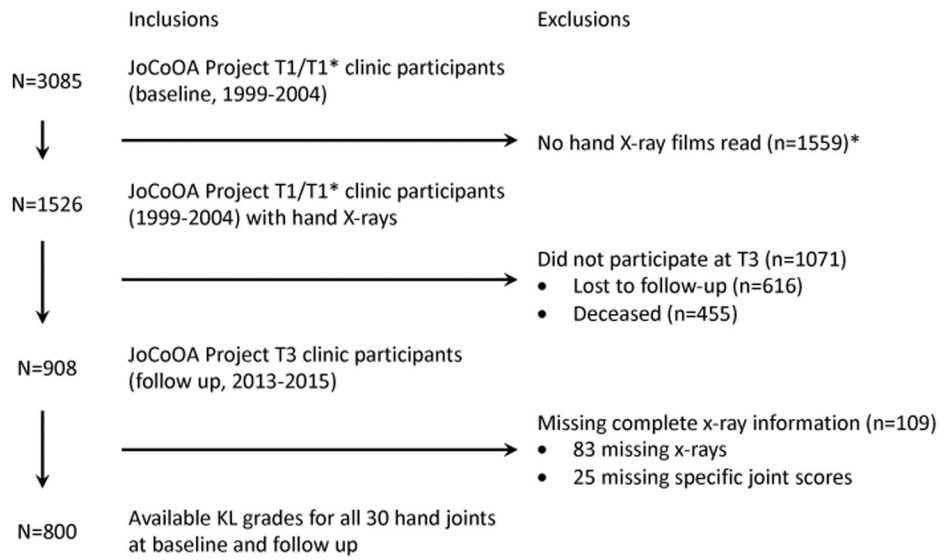 Inclusions
Exclusions
N=3085
JoCoOA Project T1/T1* clinic participants
(baseline, 1999-2004)
No hand X-ray films read (n=1559)*
N=1526
JoCoOA Project T1/T1* clinic participants
(1999-2004) with hand X-rays
Did not participate at T3 (n=1071)
• Lost to follow-up (n=616)
• Deceased (n=455)
N=908
JoCoOA Project T3 clinic participants
(follow up, 2013-2015)
Missing complete x-ray information (n=109)
• 83 missing x-rays
• 25 missing specific joint scores
N=800
Available KL grades for all 30 hand joints
at baseline and follow up